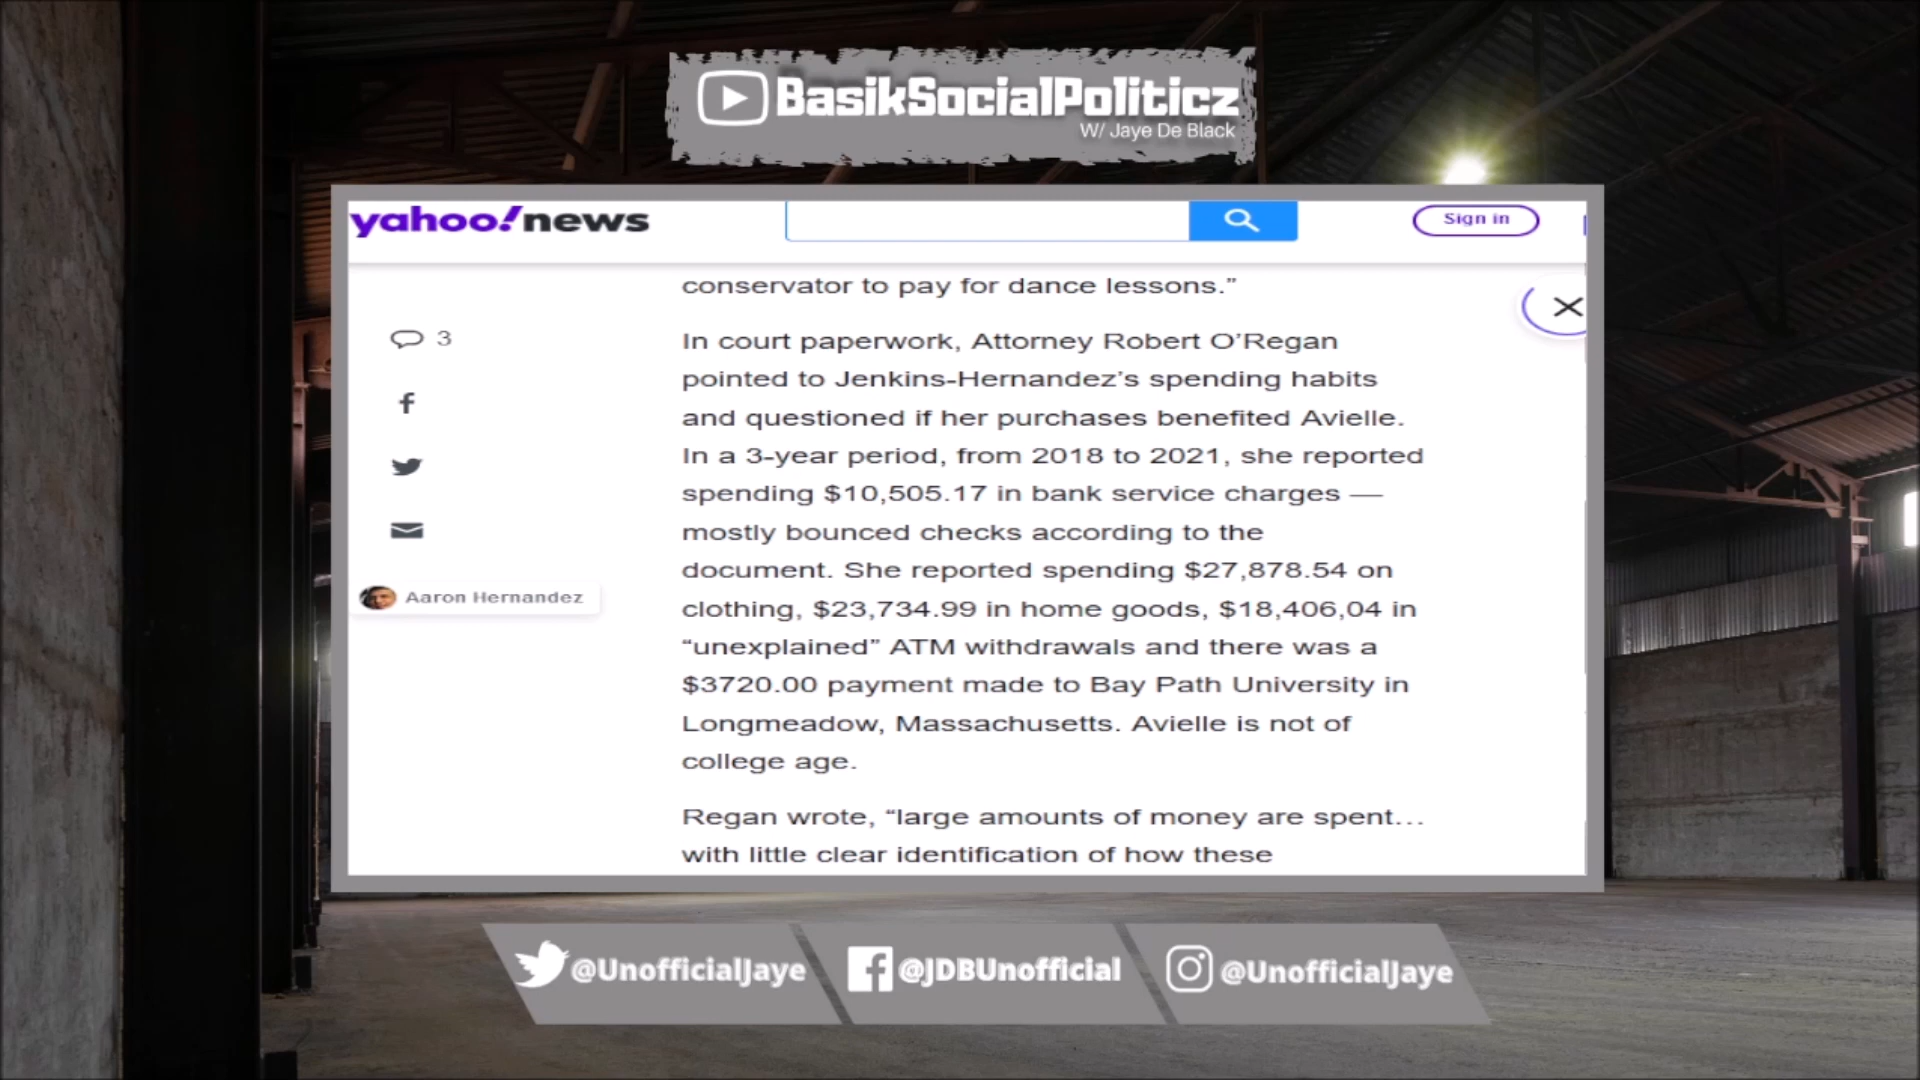 BasikSocialPoliticz
W/ Jaye De Black
yahoo!news
Sign in
conservator to pay for dance lessons.”
3
In court paperwork, Attorney Robert O’Regan
pointed to Jenkins-Hernandez’s spending habits
and questioned if her purchases benefited Avielle.
In a 3-year period, from 2018 to 2021, she reported
spending $10,505.17 in bank service charges —
mostly bounced checks according to the
document. She reported spending $27,878.54 on
Aaron Hernandez
clothing, $23,734.99 in home goods, $18,406,04 in
“unexplained” ATM withdrawals and there was a
$3720.00 payment made to Bay Path University in
Longmeadow, Massachusetts. Avielle is not of
college age.
Regan wrote, “large amounts of money are spent...
with little clear identification of how these
@UnofficialJaye
@JDBUnofficial
@UnofficialJaye